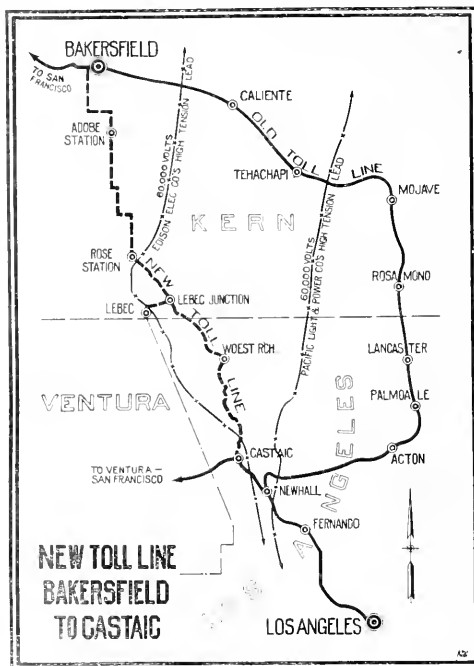 BAKERSFIELD
TO SAN
FRANCISCO
ADOBE
STATION
CALIENTE
OLD TOLL LINE
TEHACHAPI
MOJAVE
60,000 VOLTS
EDISON ELEC CO'S HIGH TENSION LEAD
60,000 VOLTS
PACIFIC LIGHT & POWER CO'S HIGH TENSION LEAD
KERN
ROSE
STATION
NEW TOLL LINE
LEBEC JUNCTION
LEBEC
ROSAMOND
WOEST RCH.
LANCASTER
PALMDALE
VENTURA
ANGELES
ACTON
CASTAIC
TO VENTURA –
SAN FRANCISCO
NEWHALL
FERNANDO
NEW TOLL LINE
BAKERSFIELD
TO CASTAIC
LOS ANGELES